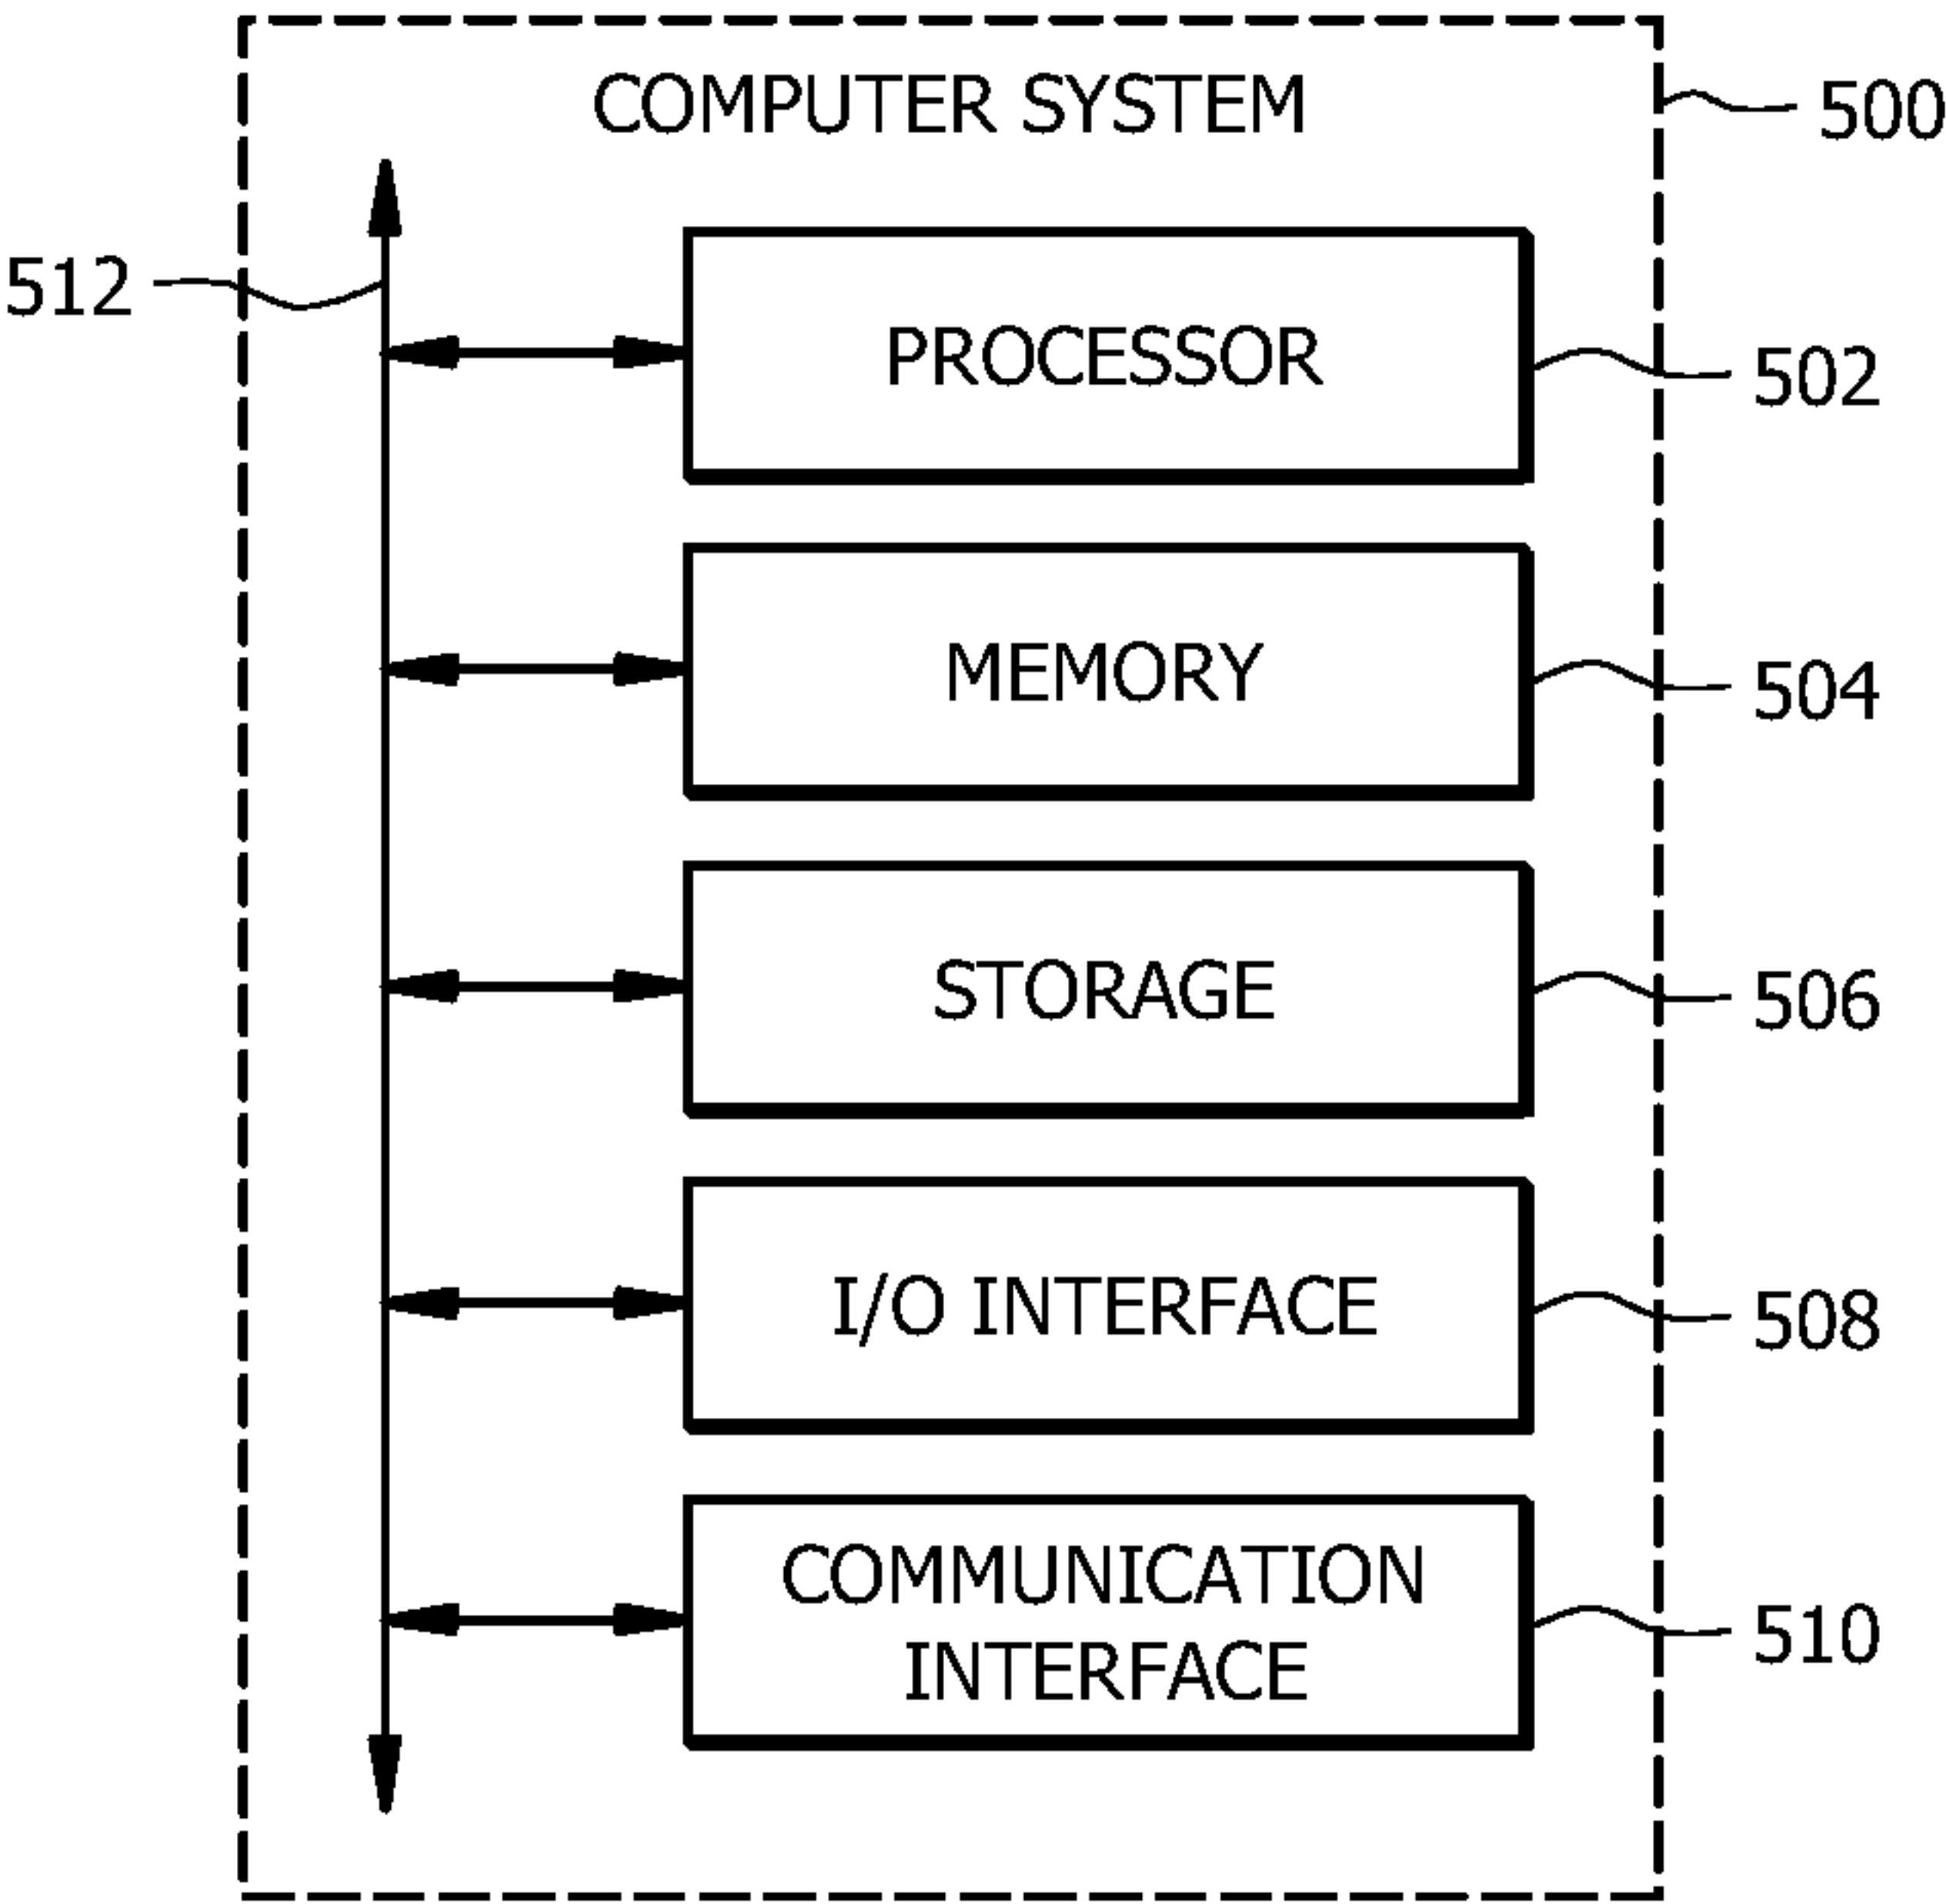 COMPUTER SYSTEM
500
512
PROCESSOR
502
MEMORY
504
STORAGE
506
I/O INTERFACE
508
COMMUNICATION
INTERFACE
510